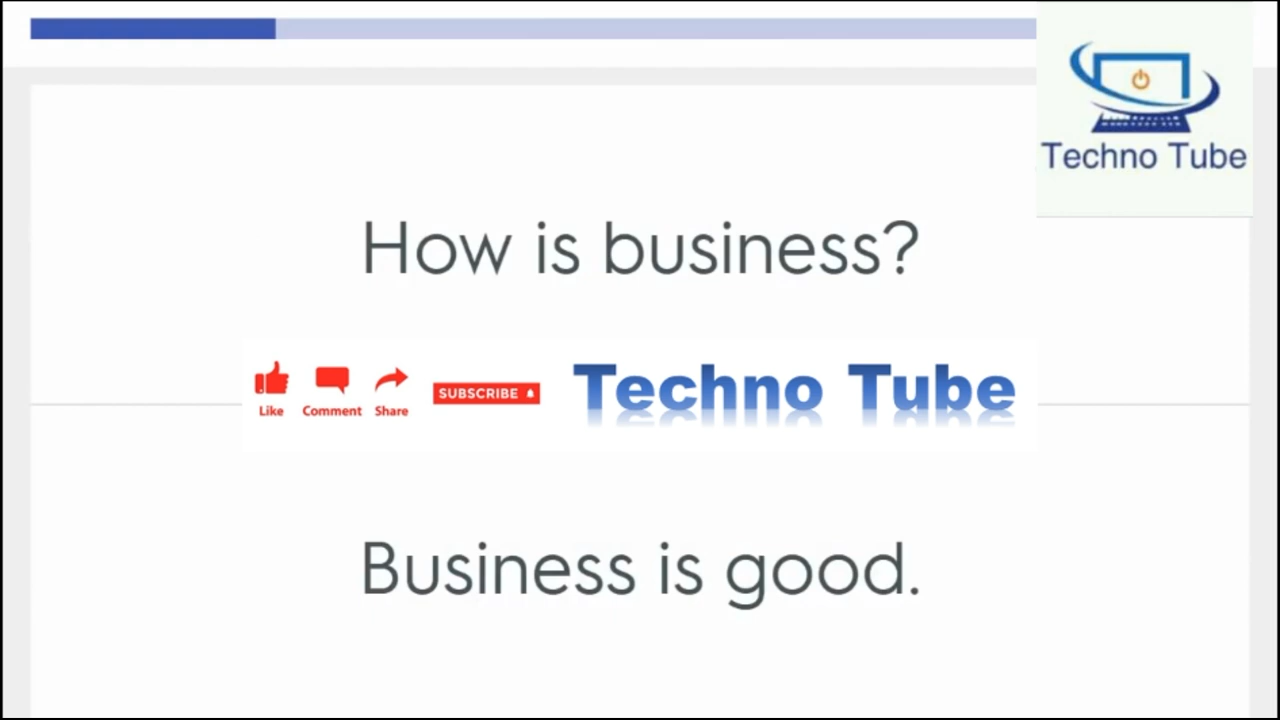 Techno Tube
How is business?
Like Comment Share SUBSCRIBE Techno Tube
Business is good.